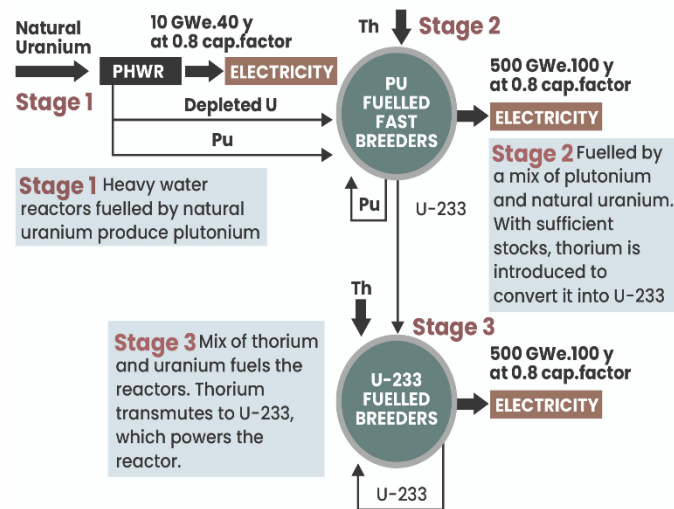 Natural
Uranium
10 GWe.40 y
at 0.8 cap.factor
PHWR
ELECTRICITY
Stage 1
Depleted U
Pu
Th
Stage 2
PU
FUELLED
FAST
BREEDERS
500 GWe.100 y
at 0.8 cap.factor
ELECTRICITY
Stage 1 Heavy water
reactors fuelled by natural
uranium produce plutonium
Pu
U-233
Stage 2 Fuelled by
a mix of plutonium
and natural uranium.
With sufficient
stocks, thorium is
introduced to
convert it into U-233
Th
Stage 3
Stage 3 Mix of thorium
and uranium fuels the
reactors. Thorium
transmutes to U-233,
which powers the
reactor.
U-233
FUELLED
BREEDERS
500 GWe.100 y
at 0.8 cap.factor
ELECTRICITY
U-233